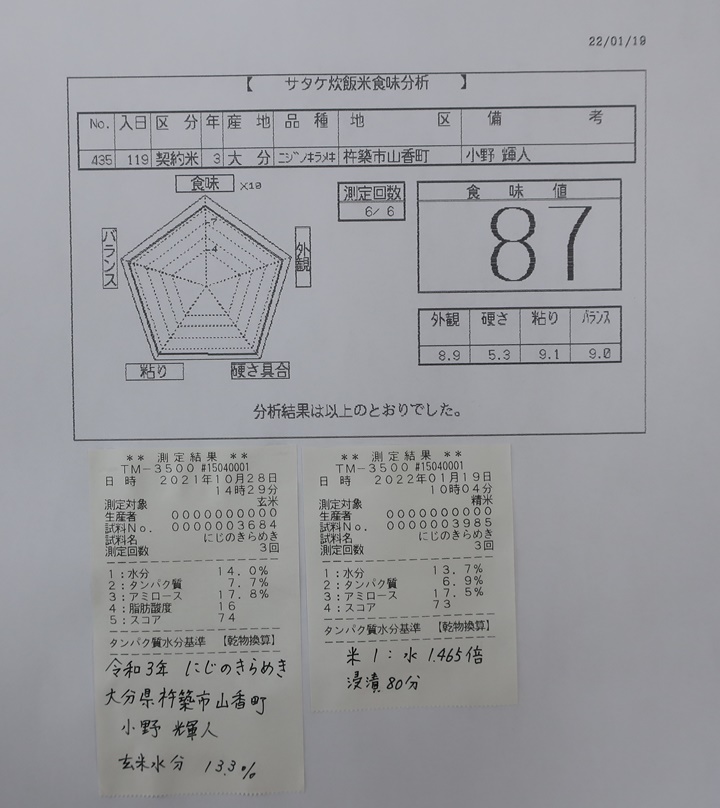 22/01/19
【 サタケ炊飯米食味分析 】
No. 入日 区分 年 産地 品種 地区 備考
435 119 契約米 3 大分 ニジノキラメキ 杵築市山香町 小野 輝人
食味 ×10
7
4
バランス
外観
粘り
硬さ具合
測定回数
6/ 6
食味値
87
外観 硬さ 粘り バランス
8.9 5.3 9.1 9.0
分析結果は以上のとおりでした。
** 測定結果 **
TM-3500 #15040001
日時 2021年10月28日
14時29分
測定対象 玄米
生産者 0000000000
試料No. 0000003684
試料名 にじのきらめき
測定回数 3回
1:水分 14.0%
2:タンパク質 7.7%
3:アミロース 17.8%
4:脂肪酸度 16
5:スコア 74
タンパク質水分基準 【乾物換算】
令和3年 にじのきらめき
大分県杵築市山香町
小野 輝人
玄米水分 13.3%
** 測定結果 **
TM-3500 #15040001
日時 2022年01月19日
10時04分
測定対象 精米
生産者 0000000000
試料No. 0000003985
試料名 にじのきらめき
測定回数 3回
1:水分 13.7%
2:タンパク質 6.9%
3:アミロース 17.5%
4:スコア 73
タンパク質水分基準 【乾物換算】
米 1:水 1.465倍
浸漬 80分